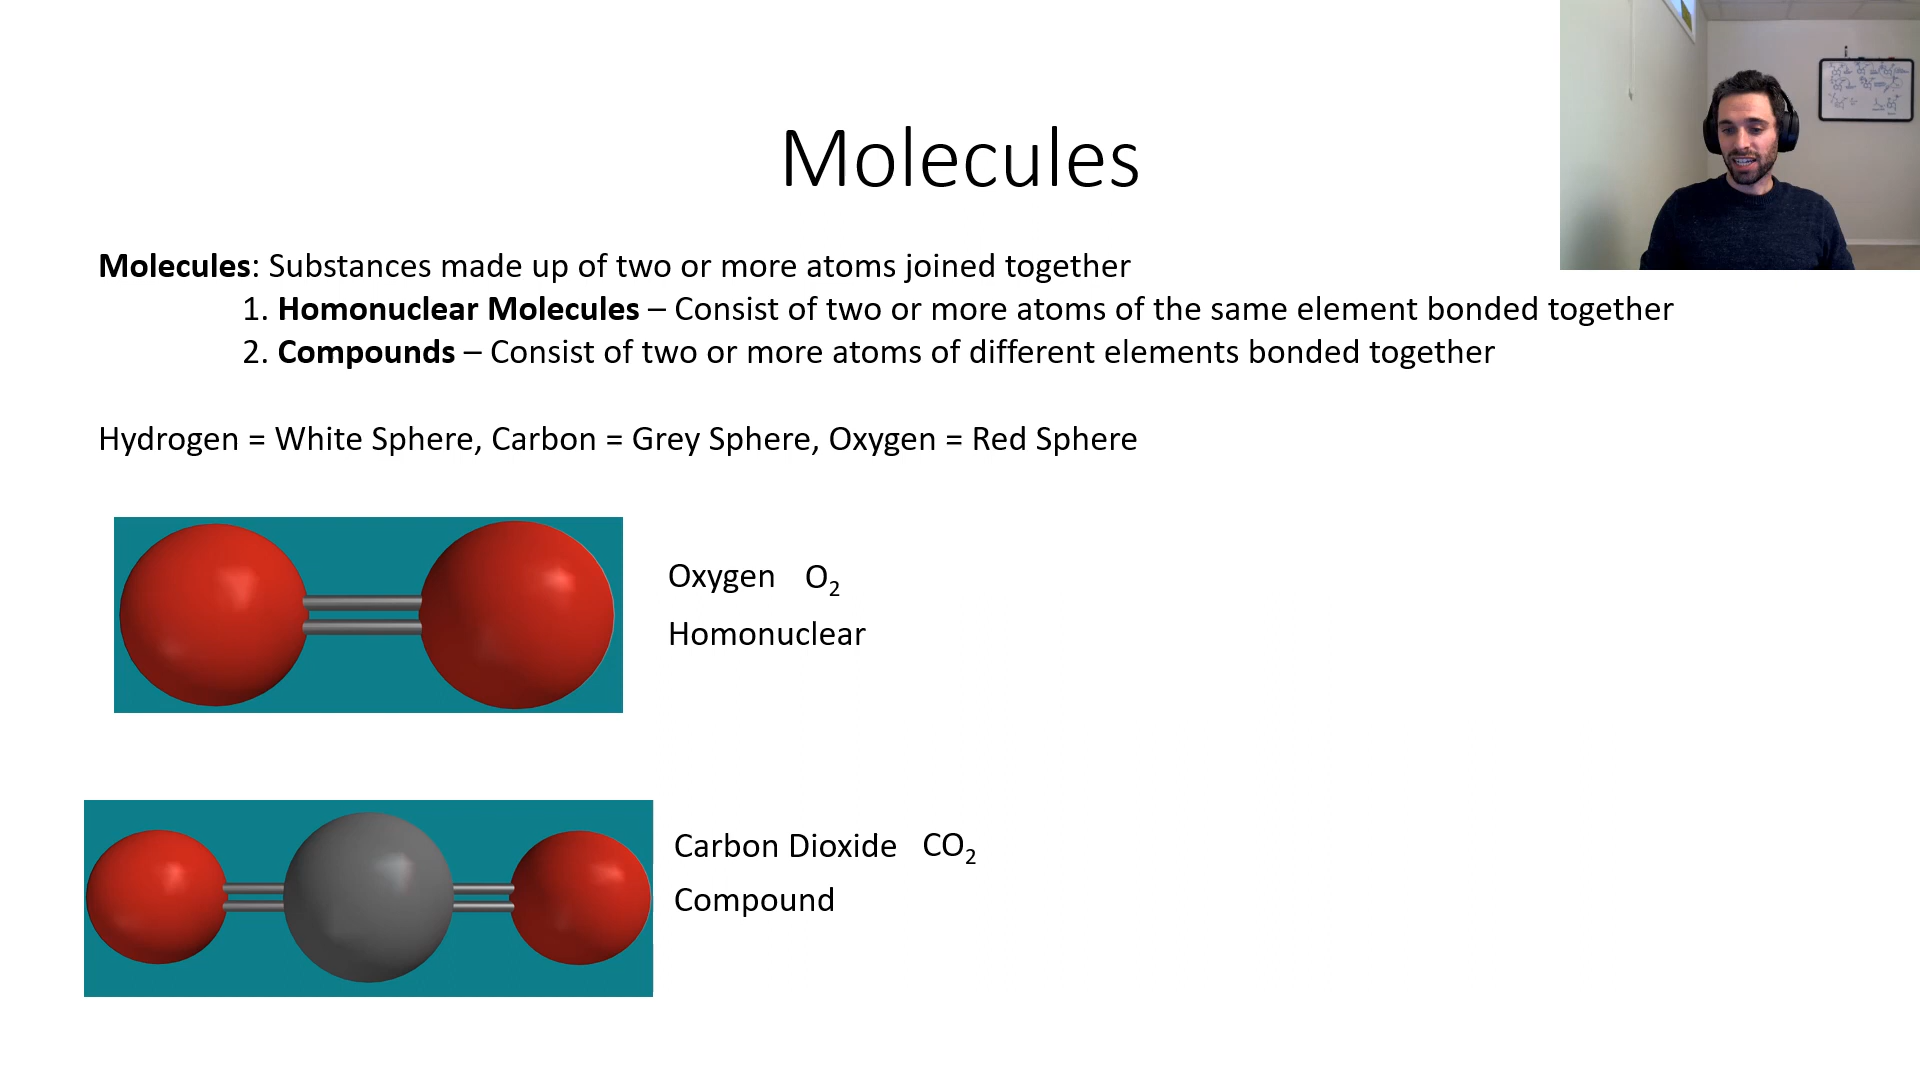 Molecules
Molecules: Substances made up of two or more atoms joined together
1. Homonuclear Molecules – Consist of two or more atoms of the same element bonded together
2. Compounds – Consist of two or more atoms of different elements bonded together
Hydrogen = White Sphere, Carbon = Grey Sphere, Oxygen = Red Sphere
Oxygen O₂
Homonuclear
Carbon Dioxide CO₂
Compound